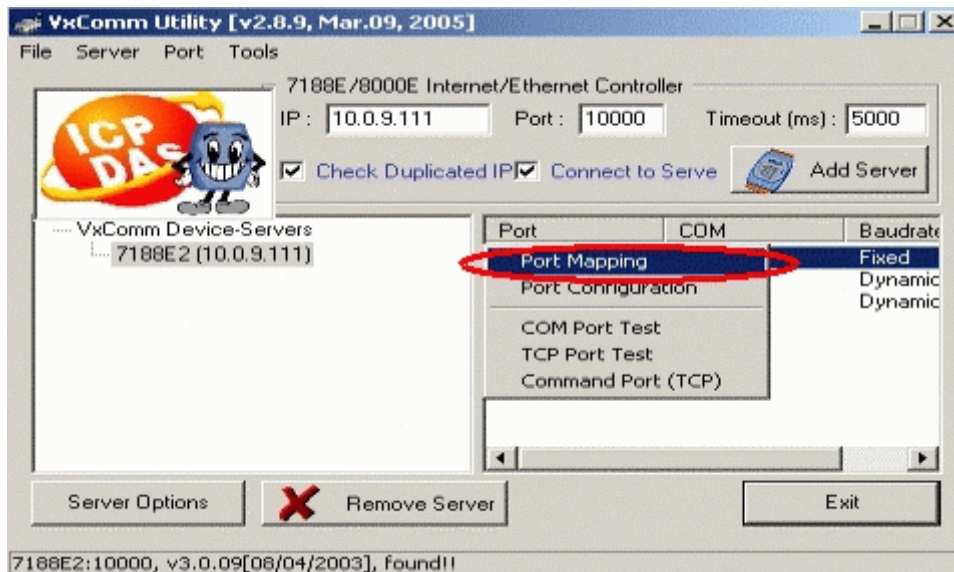 VxComm Utility [v2.8.9, Mar.09, 2005]
File Server Port Tools
7188E/8000E Internet/Ethernet Controller
ICP DAS
IP : 10.0.9.111 Port : 10000 Timeout (ms) : 5000
Check Duplicated IP Connect to Serve Add Server
VxComm Device-Servers
7188E2 (10.0.9.111)
Port COM Baudrate
Port Mapping Fixed
Port Configuration Dynamic
Dynamic
COM Port Test
TCP Port Test
Command Port (TCP)
Server Options Remove Server Exit
7188E2:10000, v3.0.09[08/04/2003], found!!